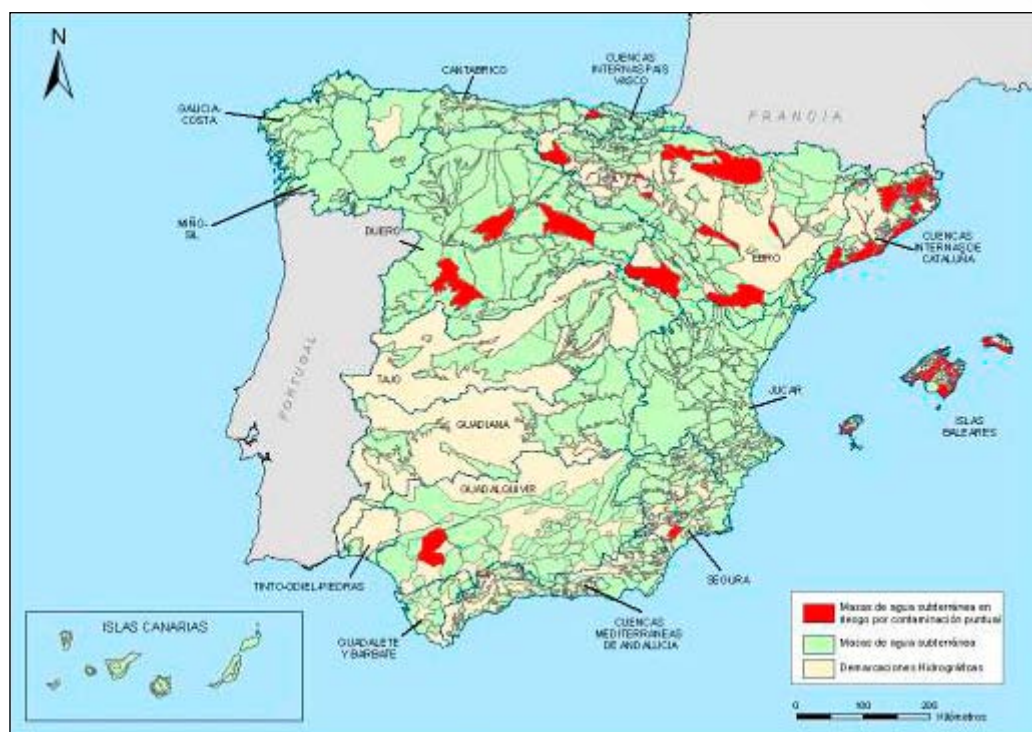 N
CANTABRICO
CUENCAS
INTERNAS PAIS
VASCO
GALICIA-
COSTA
FRANCIA
MIÑO-
SIL
DUERO
EBRO
CUENCAS
INTERNAS DE
CATALUÑA
PORTUGAL
TAJO
JUCAR
ISLAS
BALEARES
GUADIANA
GUADALQUIVIR
TINTO-ODIEL-PIEDRAS
SEGURA
GUADALETE
Y BARBATE
CUENCAS
MEDITERRANEAS
DE ANDALUCIA
ISLAS CANARIAS
Masas de agua subterránea en
riesgo por contaminación puntual
Masas de agua subterránea
Demarcaciones Hidrográficas
0 100 200
Kilómetros